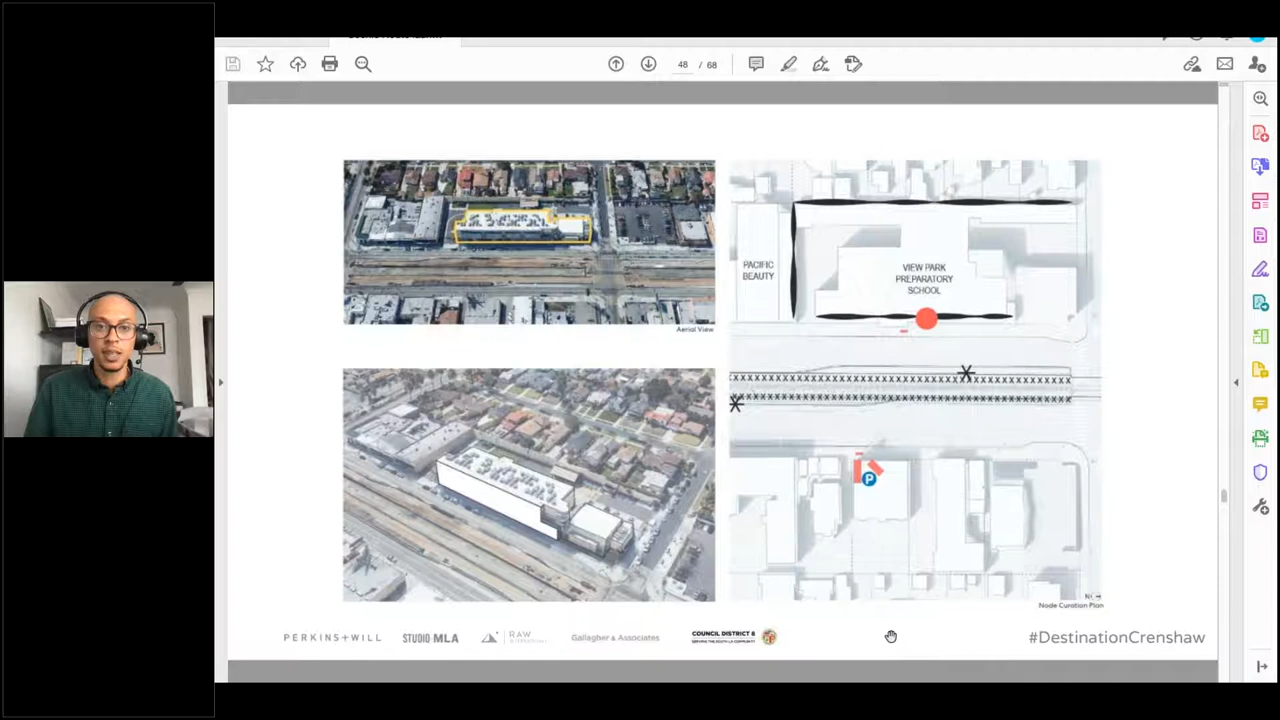 48 / 68
Aerial View
PACIFIC
BEAUTY
VIEW PARK
PREPARATORY
SCHOOL
P
Node Curation Plan
PERKINS+WILL
STUDIO-MLA
RAW
Gallagher & Associates
COUNCIL DISTRICT 8
#DestinationCrenshaw